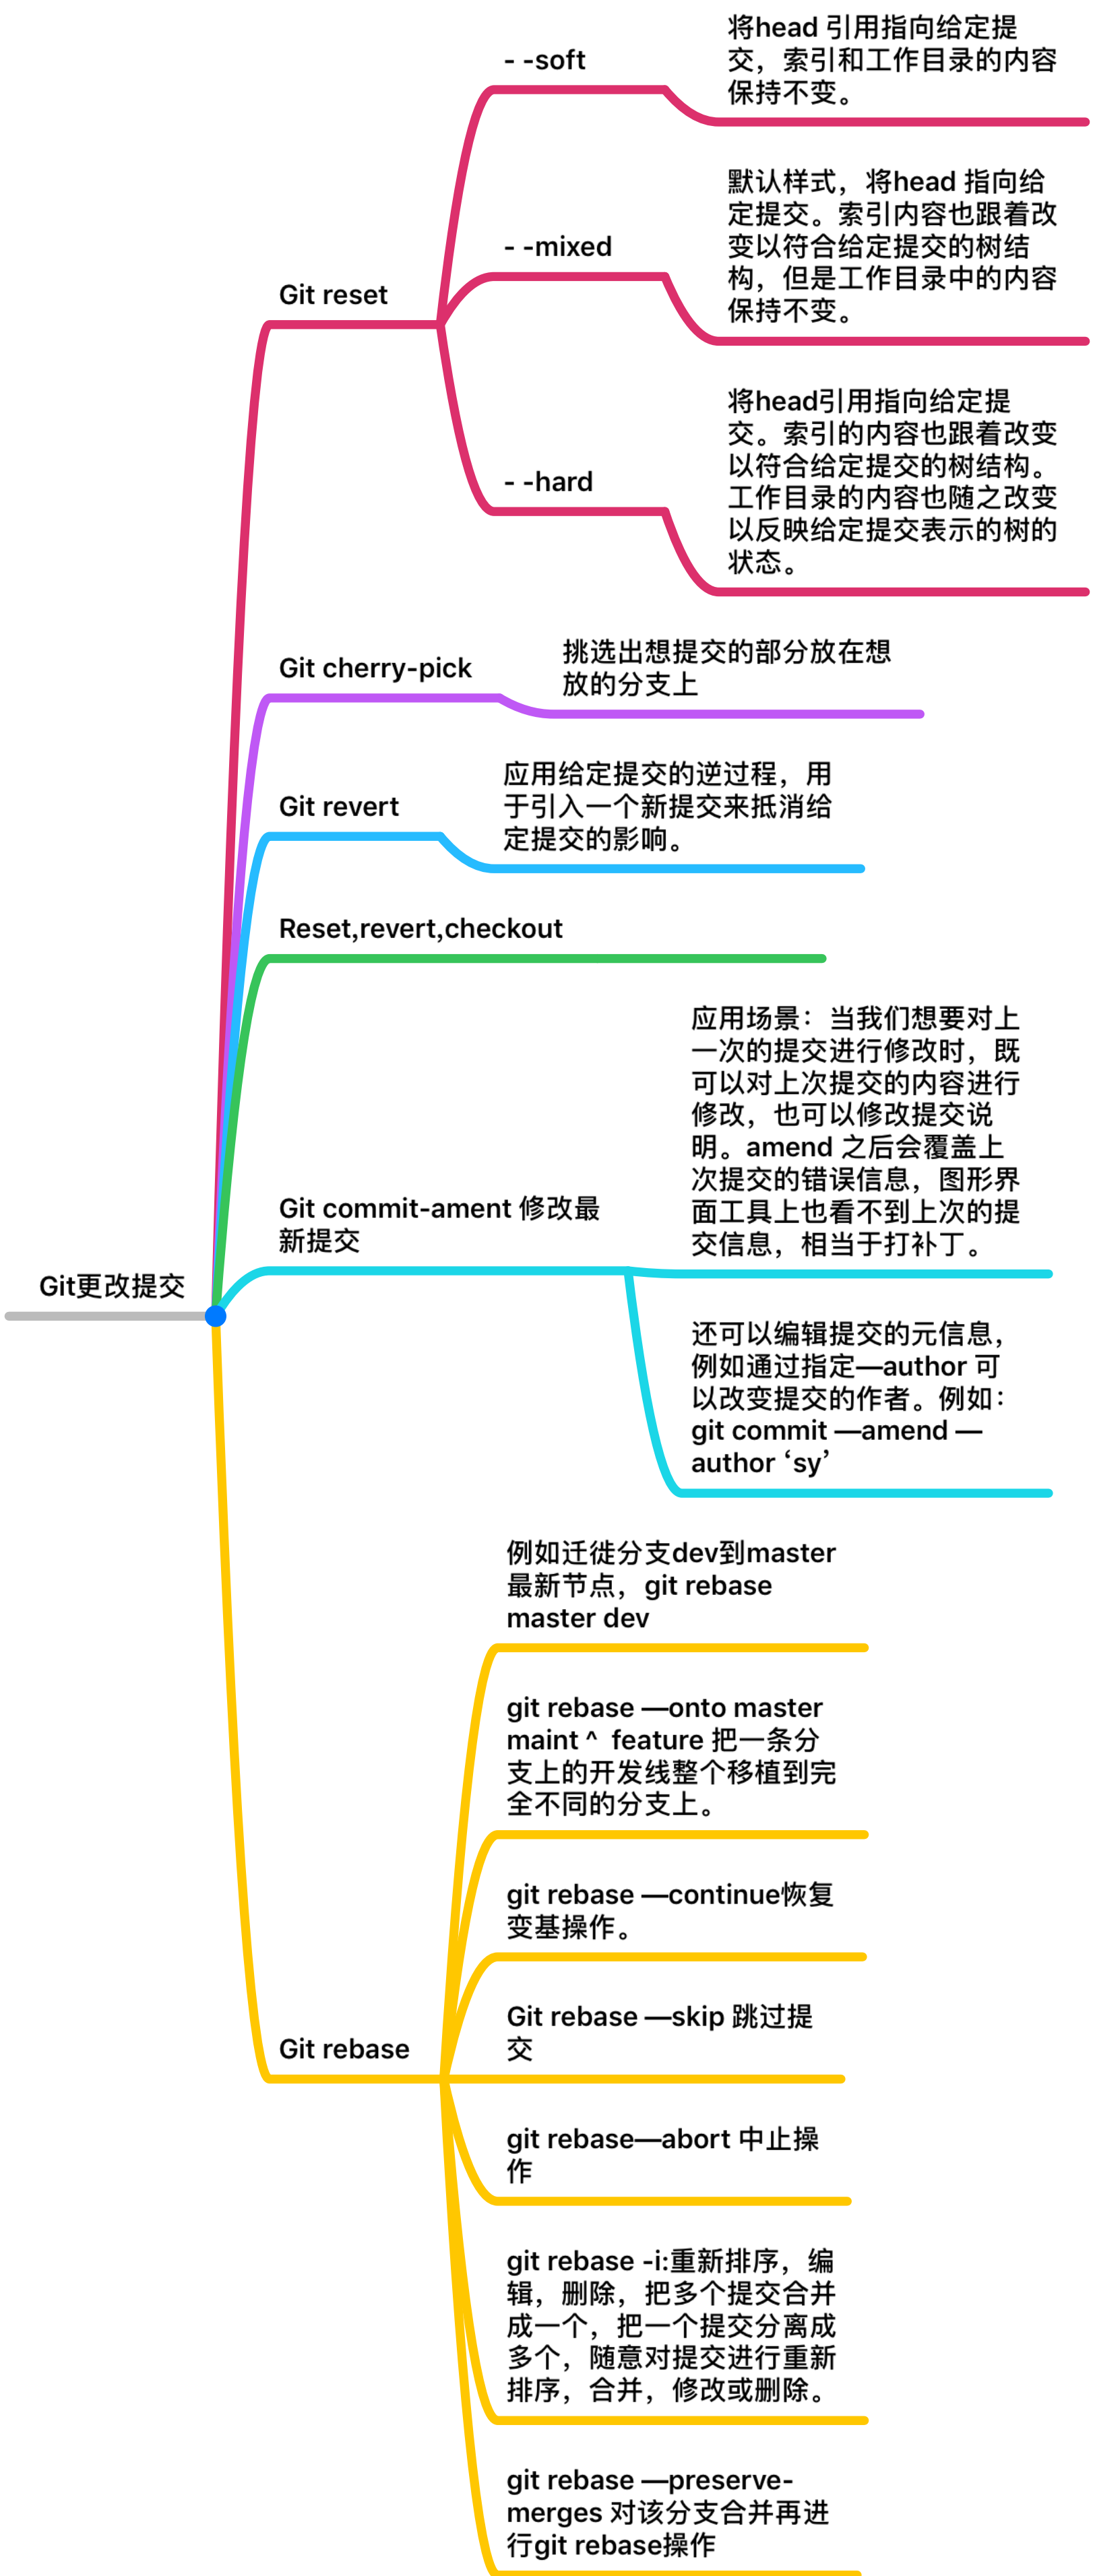 - -soft
将head 引用指向给定提
交，索引和工作目录的内容
保持不变。
- -mixed
默认样式，将head 指向给
定提交。索引内容也跟着改
变以符合给定提交的树结
构，但是工作目录中的内容
保持不变。
Git reset
- -hard
将head引用指向给定提
交。索引的内容也跟着改变
以符合给定提交的树结构。
工作目录的内容也随之改变
以反映给定提交表示的树的
状态。
Git cherry-pick
挑选出想提交的部分放在想
放的分支上
Git revert
应用给定提交的逆过程，用
于引入一个新提交来抵消给
定提交的影响。
Reset,revert,checkout
Git commit-ament 修改最
新提交
应用场景：当我们想要对上
一次的提交进行修改时，既
可以对上次提交的内容进行
修改，也可以修改提交说
明。amend 之后会覆盖上
次提交的错误信息，图形界
面工具上也看不到上次的提
交信息，相当于打补丁。
还可以编辑提交的元信息，
例如通过指定—author 可
以改变提交的作者。例如：
git commit —amend —
author ‘sy’
Git更改提交
Git rebase
例如迁徙分支dev到master
最新节点，git rebase
master dev
git rebase —onto master
maint ^  feature 把一条分
支上的开发线整个移植到完
全不同的分支上。
git rebase —continue恢复
变基操作。
Git rebase —skip 跳过提
交
git rebase—abort 中止操
作
git rebase -i:重新排序，编
辑，删除，把多个提交合并
成一个，把一个提交分离成
多个，随意对提交进行重新
排序，合并，修改或删除。
git rebase —preserve-
merges 对该分支合并再进
行git rebase操作